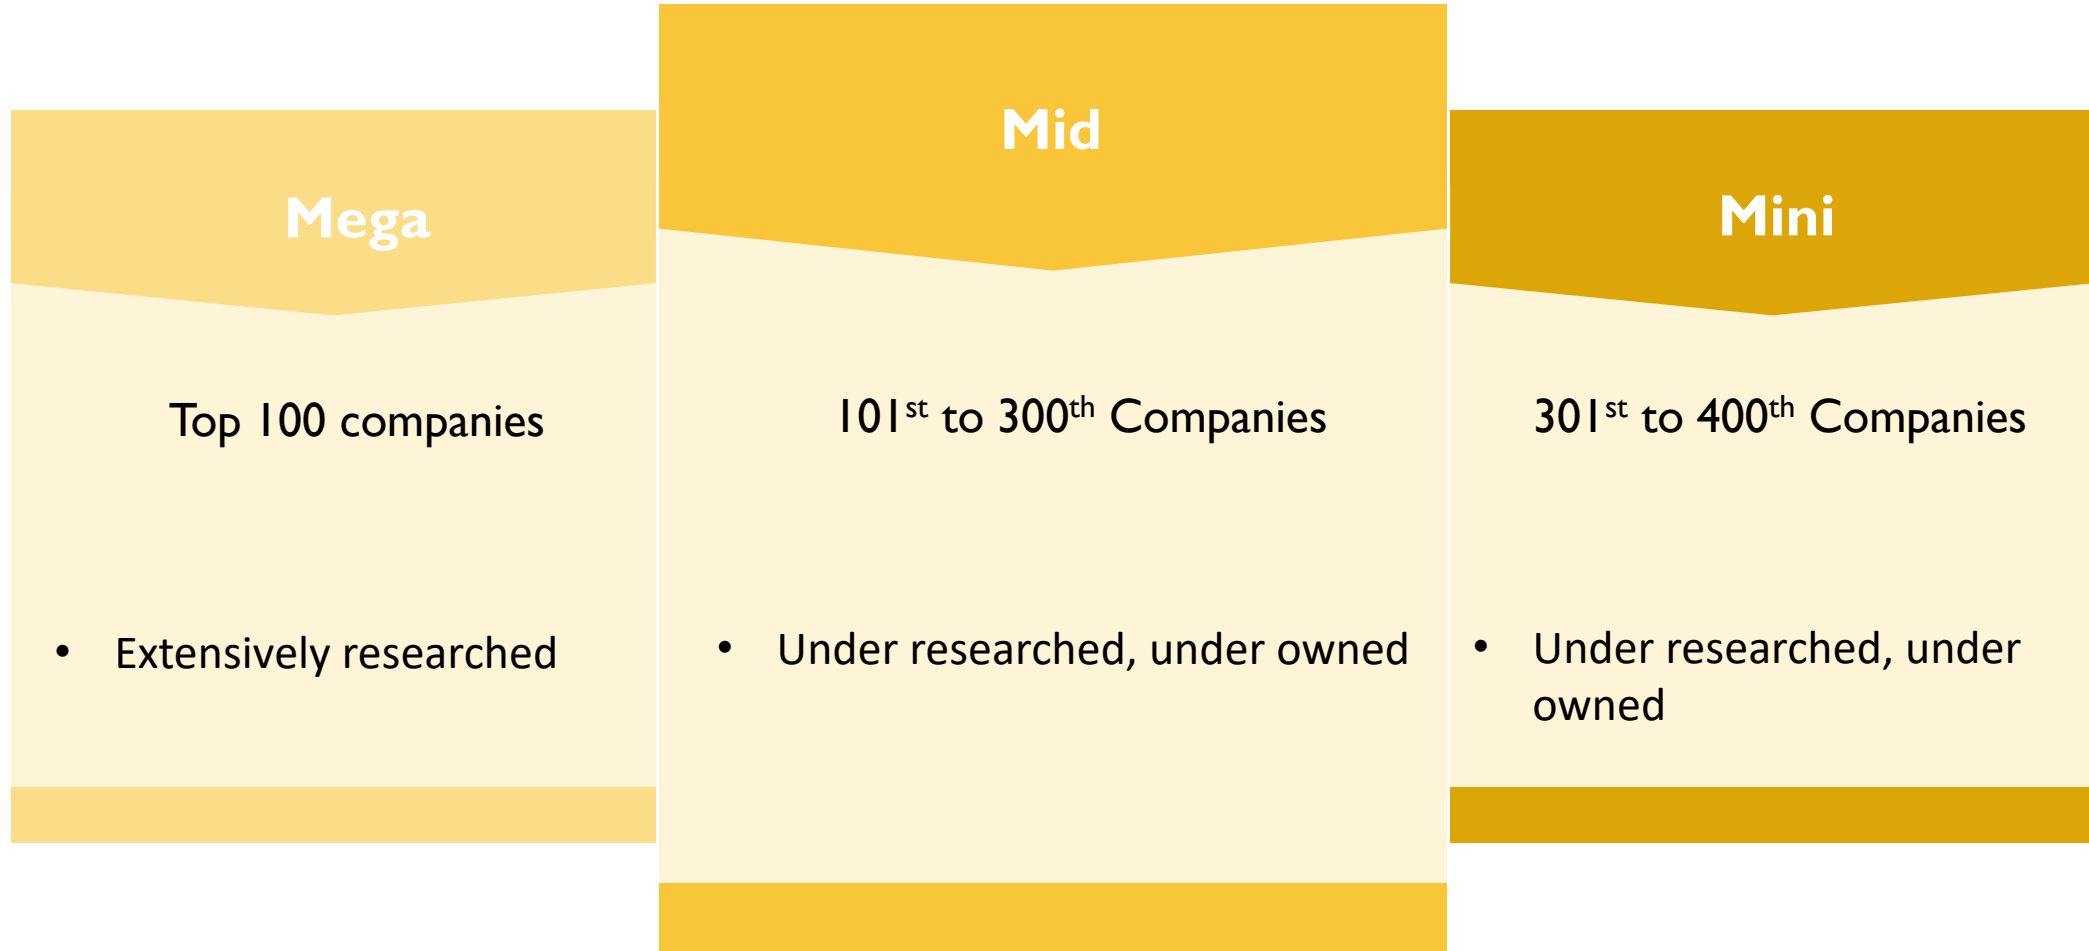 Mega
Top 100 companies
• Extensively researched
Mid
101st to 300th Companies
• Under researched, under owned
Mini
301st to 400th Companies
• Under researched, under
owned